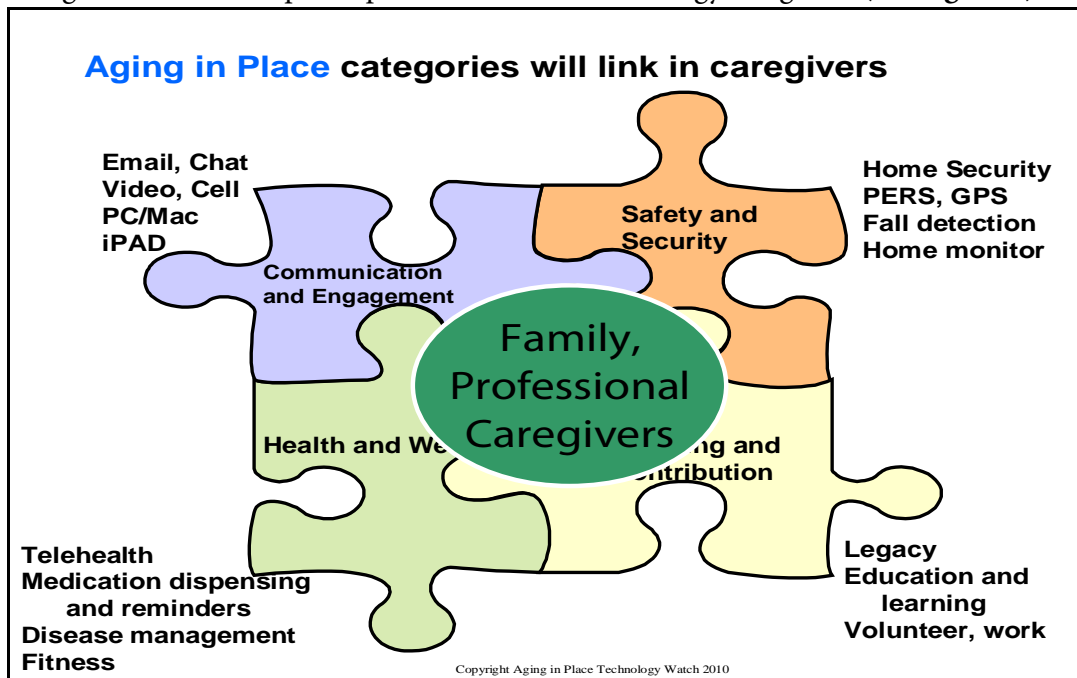 Aging in Place categories will link in caregivers
Email, Chat
Video, Cell
PC/Mac
iPAD
Home Security
PERS, GPS
Fall detection
Home monitor
Safety and
Security
Communication
and Engagement
Family,
Professional
Caregivers
Health and We
ng and
ontribution
Telehealth
Medication dispensing
and reminders
Disease management
Fitness
Legacy
Education and
learning
Volunteer, work
Copyright Aging in Place Technology Watch 2010